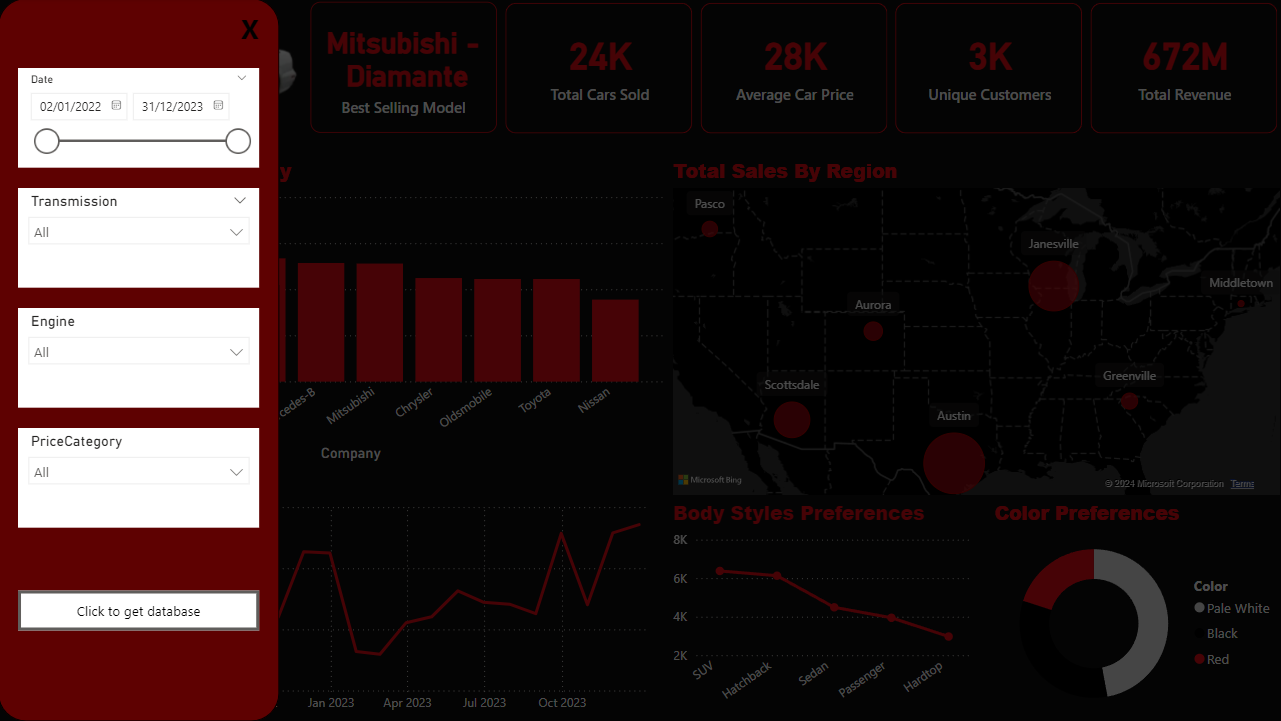 X
Date
02/01/2022
31/12/2023
Transmission
All
Engine
All
PriceCategory
All
Click to get database
Mitsubishi -
Diamante
Best Selling Model
24K
Total Cars Sold
28K
Average Car Price
3K
Unique Customers
672M
Total Revenue
y
cedes-B
Mitsubishi
Chrysler
Oldsmobile
Toyota
Nissan
Company
Jan 2023
Apr 2023
Jul 2023
Oct 2023
Total Sales By Region
Pasco
Janesville
Middletown
Aurora
Greenville
Scottsdale
Austin
Microsoft Bing
© 2024 Microsoft Corporation Terms
Body Styles Preferences
8K
6K
4K
2K
SUV
Hatchback
Sedan
Passenger
Hardtop
Color Preferences
Color
Pale White
Black
Red